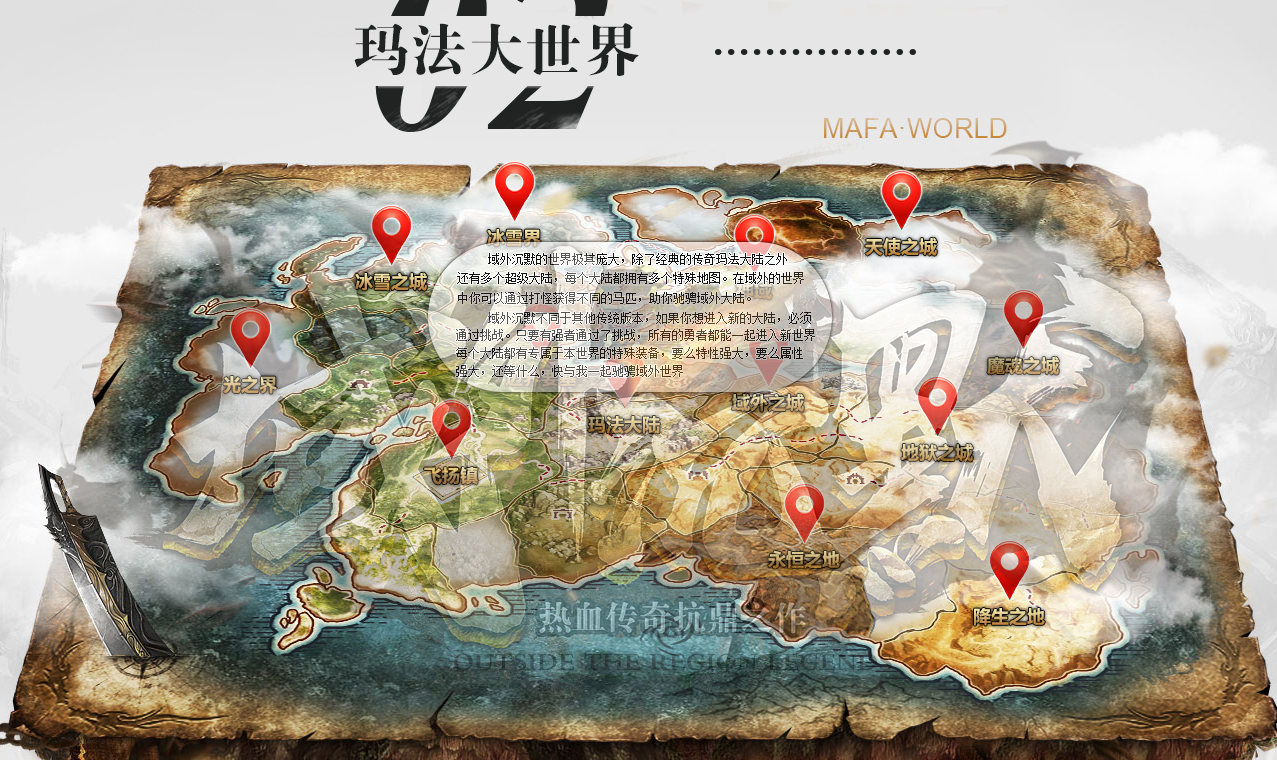 02
玛法大世界
MAFA·WORLD
冰雪界
天使之城
冰雪之城
域外沉默的世界极其庞大，除了经典的传奇玛法大陆之外
还有多个超级大陆，每个大陆都拥有多个特殊地图。在域外的世界
中你可以通过打怪获得不同的马匹，助你驰骋域外大陆。
域外沉默不同于其他传统版本，如果你想进入新的大陆，必须
通过挑战。只要有强者通过了挑战，所有的勇者都能一起进入新世界
每个大陆都有专属于本世界的特殊装备，要么特性强大，要么属性
强大，还等什么，快与我一起驰骋域外世界
魔魂之城
光之界
域外之城
玛法大陆
地狱之城
飞扬镇
永恒之地
降生之地
热血传奇抗鼎之作
OUTSIDE THE REGION LEGEND